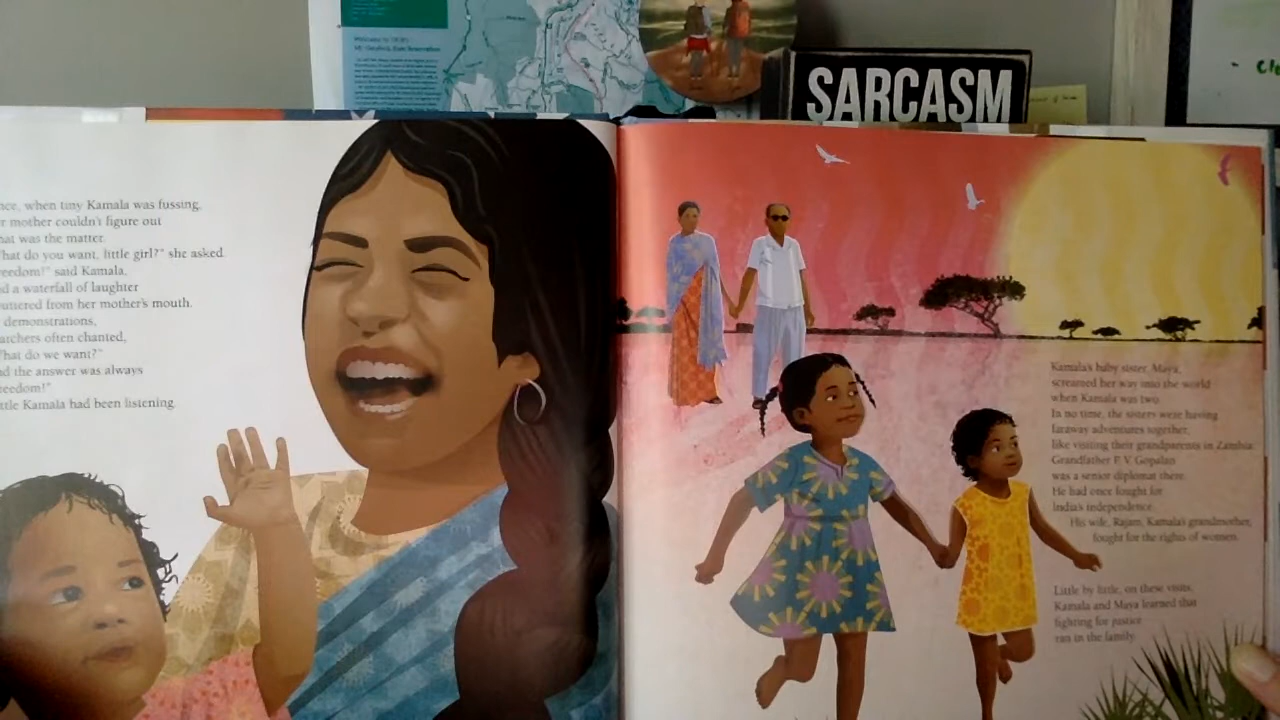 SARCASM
nce, when tiny Kamala was fussing,
r mother couldn't figure out
hat was the matter.
hat do you want, little girl?" she asked.
eedom!" said Kamala,
d a waterfall of laughter
uttered from her mother's mouth.
demonstrations,
archers often chanted,
hat do we want?"
d the answer was always
eedom!"
ttle Kamala had been listening.
Kamala's baby sister, Maya,
screamed her way into the world
when Kamala was two.
In no time, the sisters were having
faraway adventures together,
like visiting their grandparents in Zambia.
Grandfather P. V. Gopalan
was a senior diplomat there.
He had once fought for
India's independence.
His wife, Rajam, Kamala's grandmother,
fought for the rights of women.
Little by little, on these visits,
Kamala and Maya learned that
fighting for justice
ran in the family.